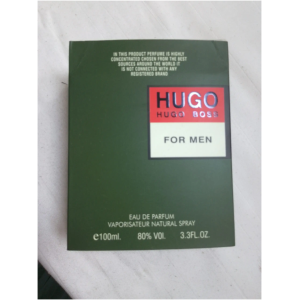 IN THIS PRODUCT PERFUME IS HIGHLY
CONCENTRATED CHOSEN FROM THE BEST
SOURCES AROUND THE WORLD IT
IS NOT CONNECTED WITH ANY
REGISTERED BRAND
HUGO
HUGO BOSS
FOR MEN
EAU DE PARFUM
VAPORISATEUR NATURAL SPRAY
e100ml. 80% VOl. 3.3FL.OZ.